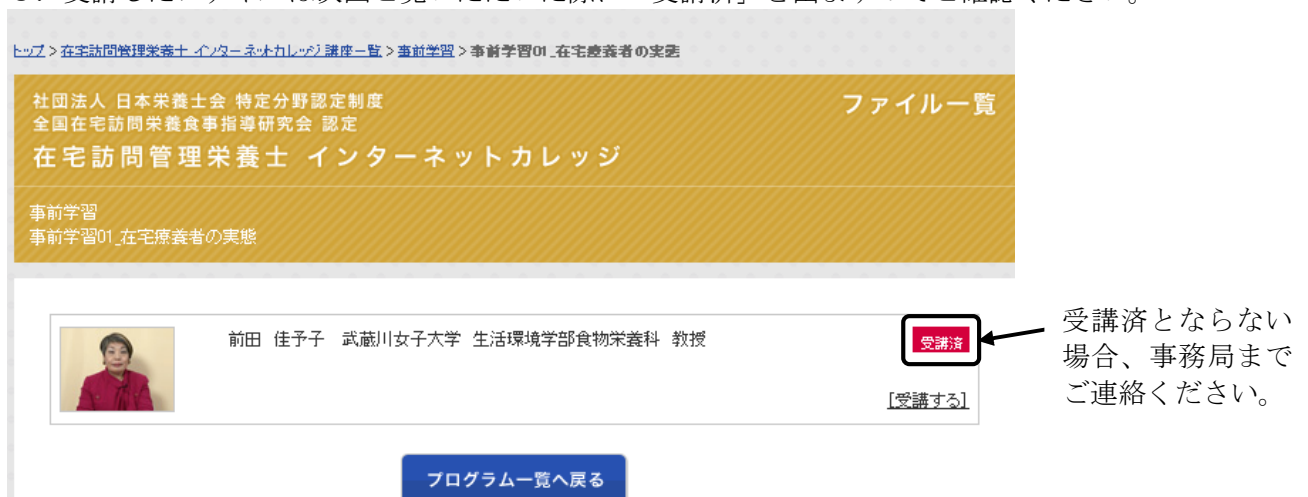 トップ > 在宅訪問管理栄養士 インターネットカレッジ 講座一覧 > 事前学習 > 事前学習01_在宅療養者の実態
社団法人 日本栄養士会 特定分野認定制度
全国在宅訪問栄養食事指導研究会 認定
在宅訪問管理栄養士 インターネットカレッジ
ファイル一覧
事前学習
事前学習01_在宅療養者の実態
前田 佳予子 武蔵川女子大学 生活環境学部食物栄養科 教授
受講済
[受講する]
受講済とならない
場合、事務局まで
ご連絡ください。
プログラム一覧へ戻る